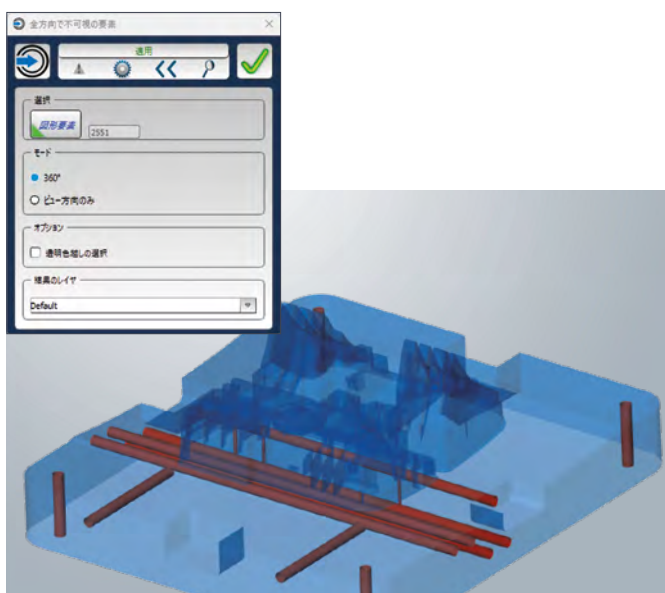 全方向で不可視の要素
適用
選択
図形要素
2551
モード
360°
ビュー方向のみ
オプション
透明色越しの選択
結果のレイヤ
Default